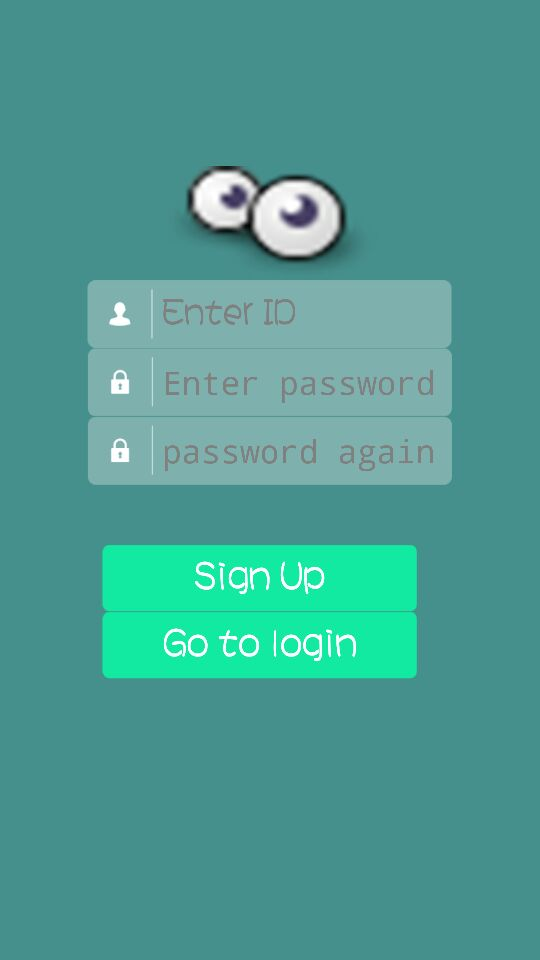 Enter ID
Enter password
password again
Sign Up
Go to login